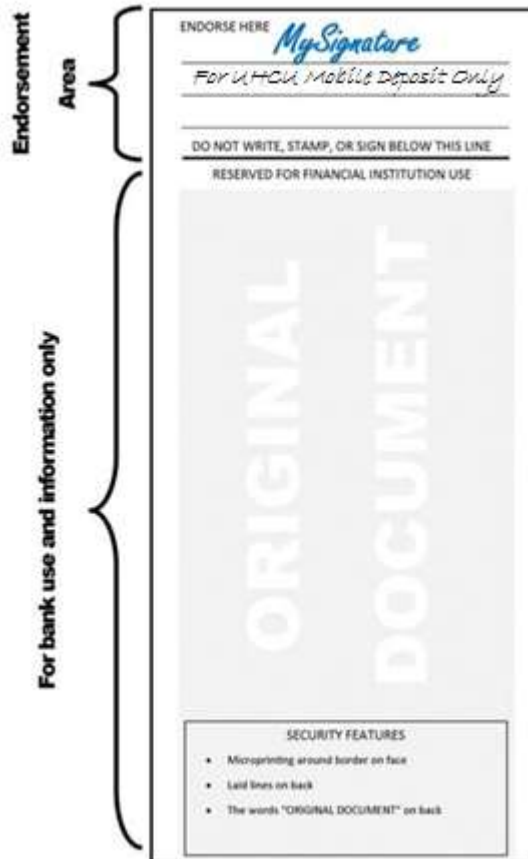 Endorsement
Area
ENDORSE HERE MySignature
For UHCU Mobile Deposit Only
DO NOT WRITE, STAMP, OR SIGN BELOW THIS LINE
RESERVED FOR FINANCIAL INSTITUTION USE
For bank use and information only
ORIGINAL
DOCUMENT
SECURITY FEATURES
• Microprinting around border on face
• Laid lines on back
• The words "ORIGINAL DOCUMENT" on back